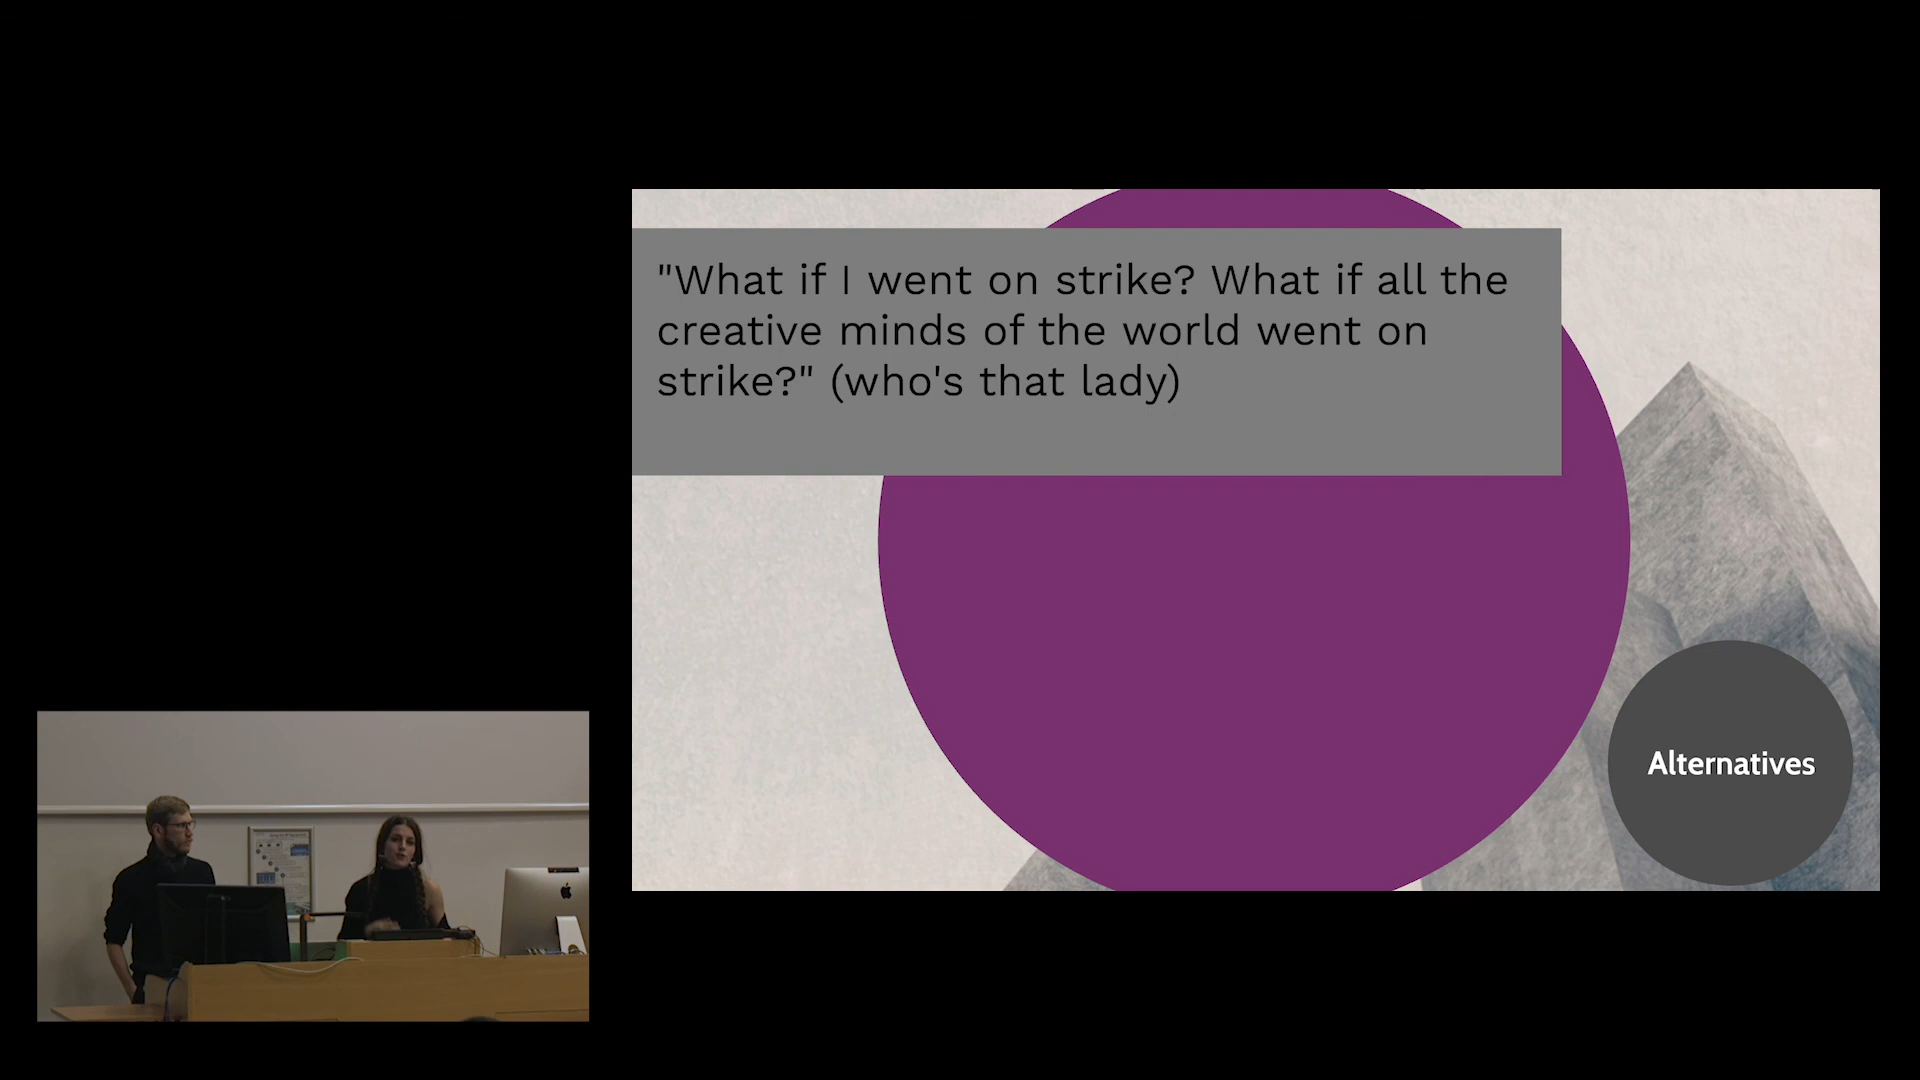 "What if I went on strike? What if all the
creative minds of the world went on
strike?" (who's that lady)
Alternatives